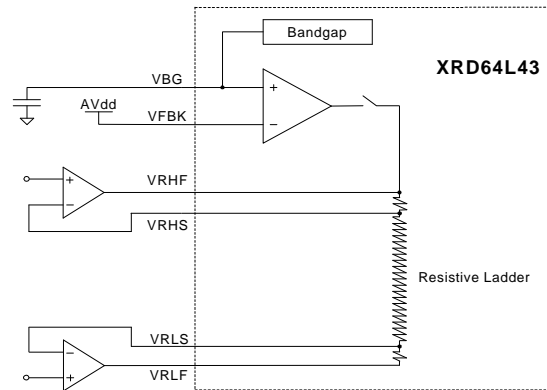 Bandgap
XRD64L43
VBG
AVdd
VFBK
+
−
VRHF
+
−
VRHS
Resistive Ladder
VRLS
−
+
VRLF